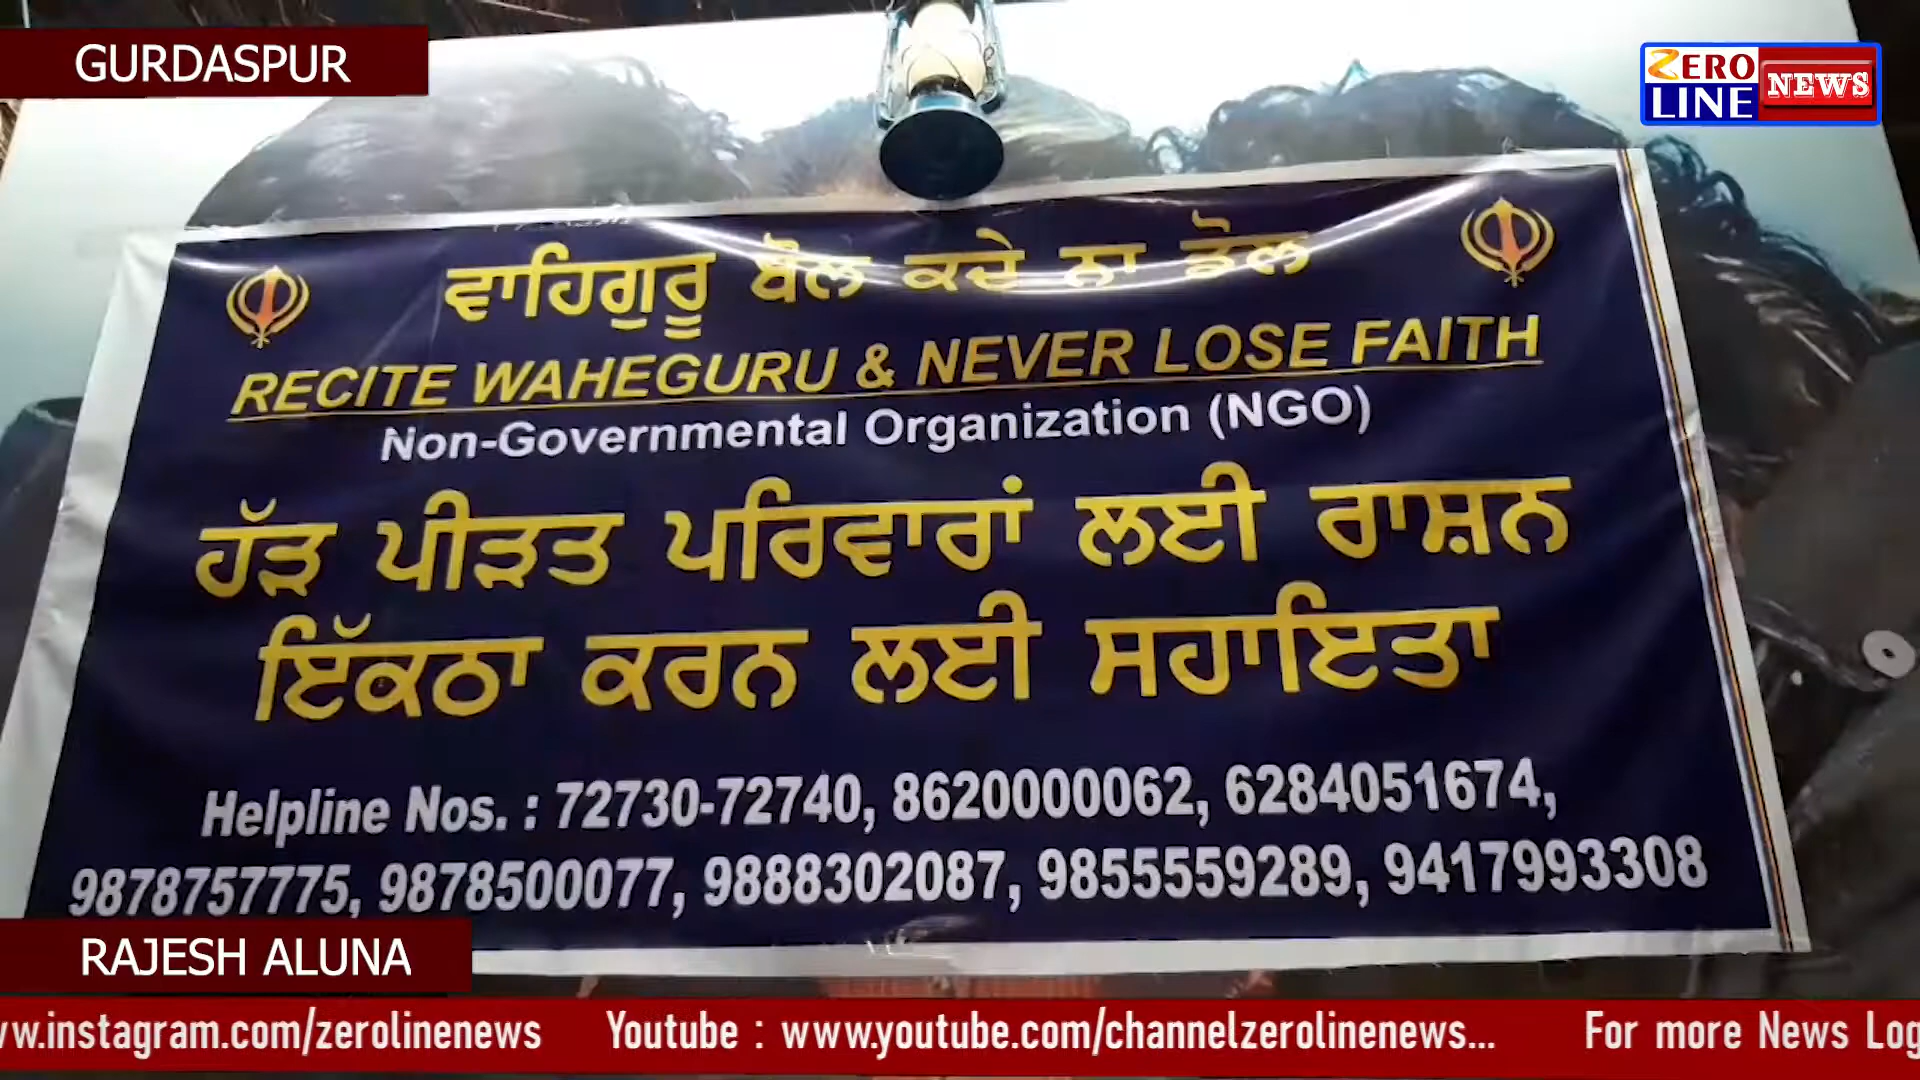 GURDASPUR
ZERO LINE NEWS
ਵਾਹਿਗੁਰੂ ਬੋਲ ਕਦੇ ਨਾ ਡੋਲ
RECITE WAHEGURU & NEVER LOSE FAITH
Non-Governmental Organization (NGO)
ਹੱੜ ਪੀੜਤ ਪਰਿਵਾਰਾਂ ਲਈ ਰਾਸ਼ਨ
ਇੱਕਠਾ ਕਰਨ ਲਈ ਸਹਾਇਤਾ
Helpline Nos. : 72730-72740, 8620000062, 6284051674,
9878757775, 9878500077, 9888302087, 9855559289, 9417993308
RAJESH ALUNA
ww.instagram.com/zerolinenews Youtube : www.youtube.com/channelzerolinenews... For more News Log